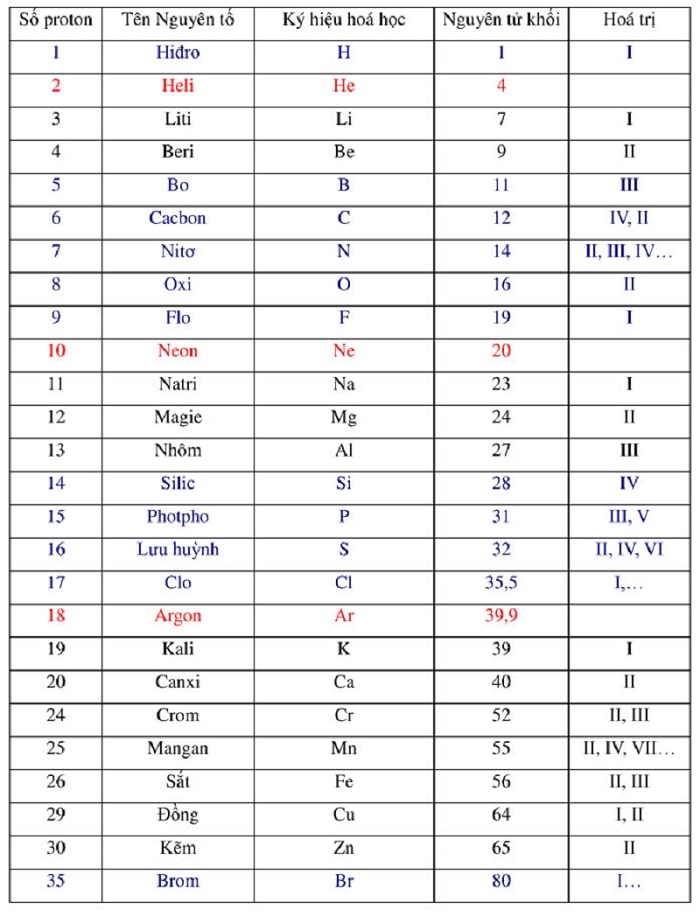 Số proton Tên Nguyên tố Ký hiệu hoá học Nguyên tử khối Hoá trị
1 Hiđro H 1 I
2 Heli He 4
3 Liti Li 7 I
4 Beri Be 9 II
5 Bo B 11 III
6 Cacbon C 12 IV, II
7 Nitơ N 14 II, III, IV…
8 Oxi O 16 II
9 Flo F 19 I
10 Neon Ne 20
11 Natri Na 23 I
12 Magie Mg 24 II
13 Nhôm Al 27 III
14 Silic Si 28 IV
15 Photpho P 31 III, V
16 Lưu huỳnh S 32 II, IV, VI
17 Clo Cl 35,5 I,…
18 Argon Ar 39,9
19 Kali K 39 I
20 Canxi Ca 40 II
24 Crom Cr 52 II, III
25 Mangan Mn 55 II, IV, VII…
26 Sắt Fe 56 II, III
29 Đồng Cu 64 I, II
30 Kẽm Zn 65 II
35 Brom Br 80 I…